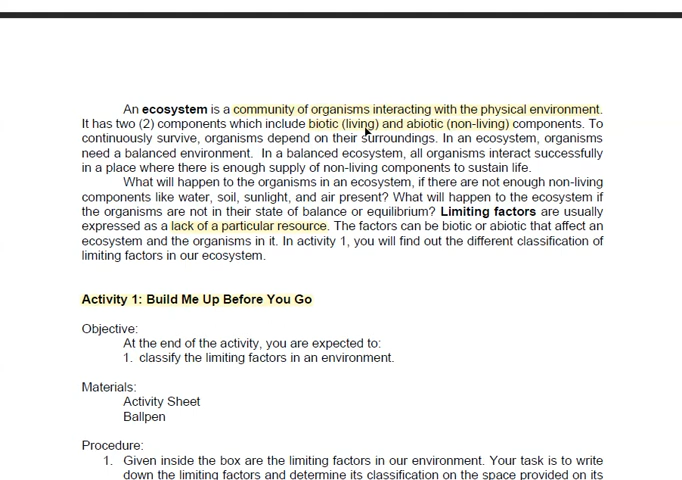 An ecosystem is a community of organisms interacting with the physical environment.
It has two (2) components which include biotic (living) and abiotic (non-living) components. To
continuously survive, organisms depend on their surroundings. In an ecosystem, organisms
need a balanced environment. In a balanced ecosystem, all organisms interact successfully
in a place where there is enough supply of non-living components to sustain life.
What will happen to the organisms in an ecosystem, if there are not enough non-living
components like water, soil, sunlight, and air present? What will happen to the ecosystem if
the organisms are not in their state of balance or equilibrium? Limiting factors are usually
expressed as a lack of a particular resource. The factors can be biotic or abiotic that affect an
ecosystem and the organisms in it. In activity 1, you will find out the different classification of
limiting factors in our ecosystem.
Activity 1: Build Me Up Before You Go
Objective:
At the end of the activity, you are expected to:
1. classify the limiting factors in an environment.
Materials:
Activity Sheet
Ballpen
Procedure:
1. Given inside the box are the limiting factors in our environment. Your task is to write
down the limiting factors and determine its classification on the space provided on its